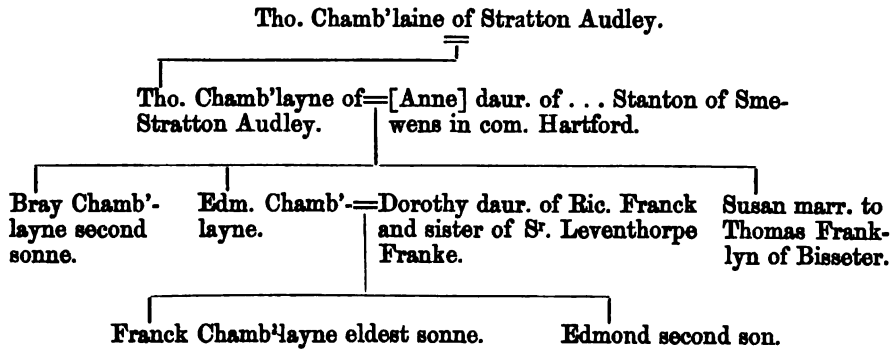 Tho. Chamb'laine of Stratton Audley.
Tho. Chamb'layne of=[Anne] daur. of . . . Stanton of Sme-
Stratton Audley. wens in com. Hartford.
Bray Chamb'-
layne second
sonne.
Edm. Chamb'-=Dorothy daur. of Ric. Franck
layne. and sister of Sr. Leventhorpe
Franke.
Susan marr. to
Thomas Frank-
lyn of Bisseter.
Franck Chamb'layne eldest sonne.
Edmond second son.